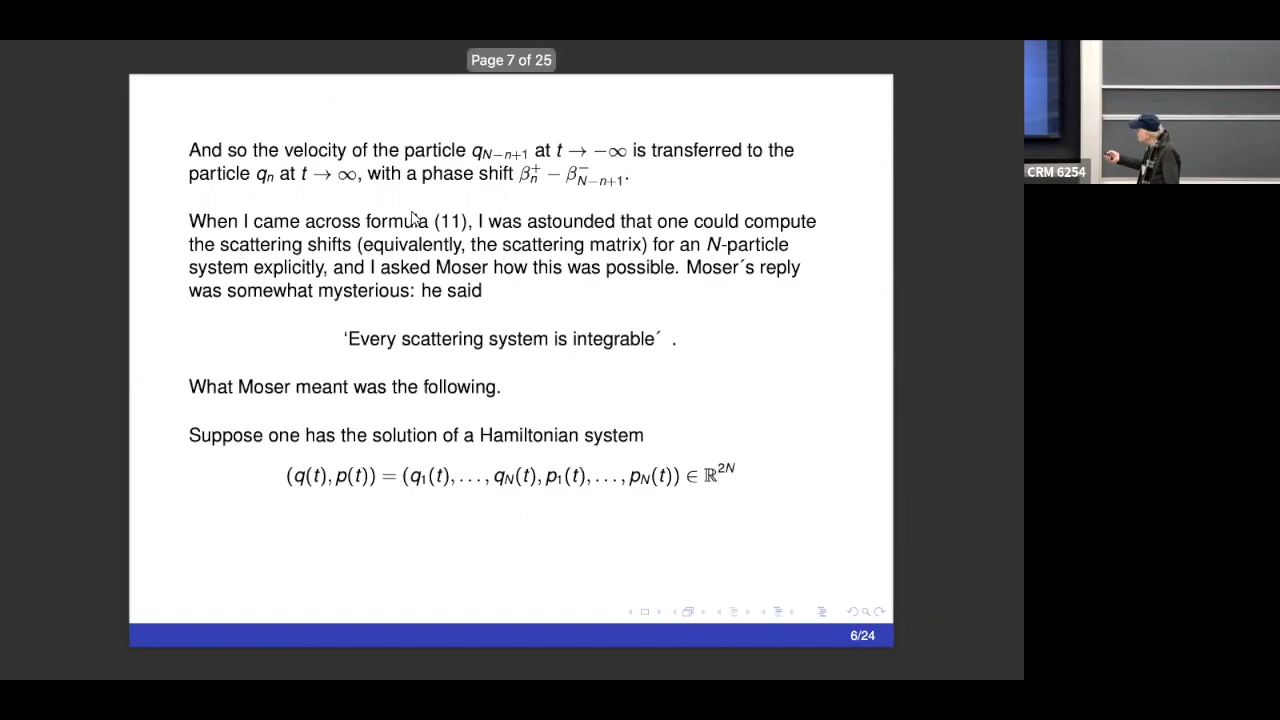 Page 7 of 25
And so the velocity of the particle q_{N−n+1} at t → −∞ is transferred to the
particle q_n at t → ∞, with a phase shift β_n^+ − β_{N−n+1}^−.
When I came across formula (11), I was astounded that one could compute
the scattering shifts (equivalently, the scattering matrix) for an N-particle
system explicitly, and I asked Moser how this was possible. Moser´s reply
was somewhat mysterious: he said
‘Every scattering system is integrable´ .
What Moser meant was the following.
Suppose one has the solution of a Hamiltonian system
(q(t), p(t)) = (q_1(t), . . . , q_N(t), p_1(t), . . . , p_N(t)) ∈ ℝ^{2N}
6/24
CRM 6254